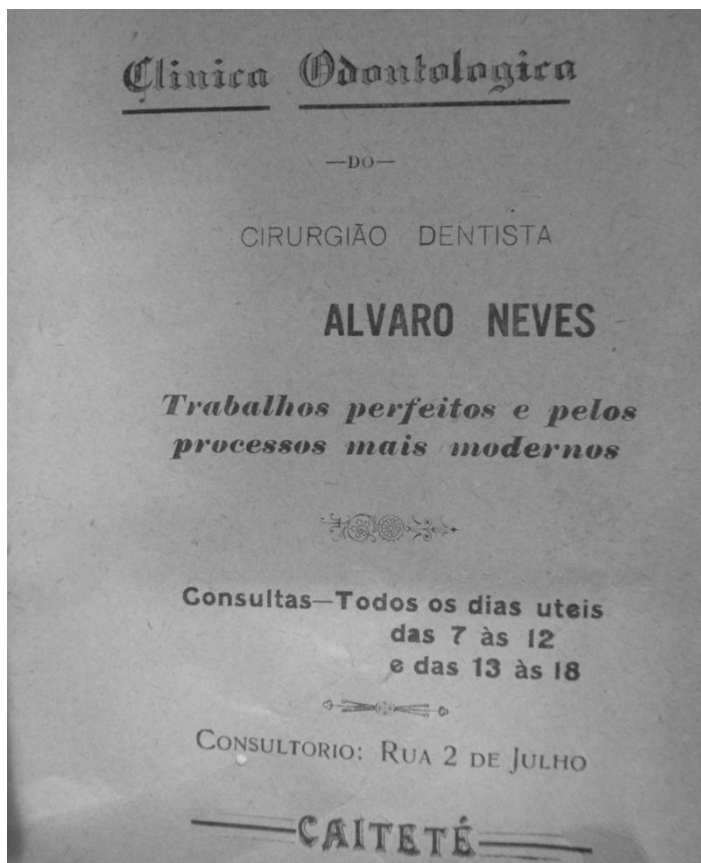 Clinica Odontologica
—DO—
CIRURGIÃO DENTISTA
ALVARO NEVES
Trabalhos perfeitos e pelos
processos mais modernos
Consultas—Todos os dias uteis
das 7 às 12
e das 13 às 18
CONSULTORIO: RUA 2 DE JULHO
CAITETÉ